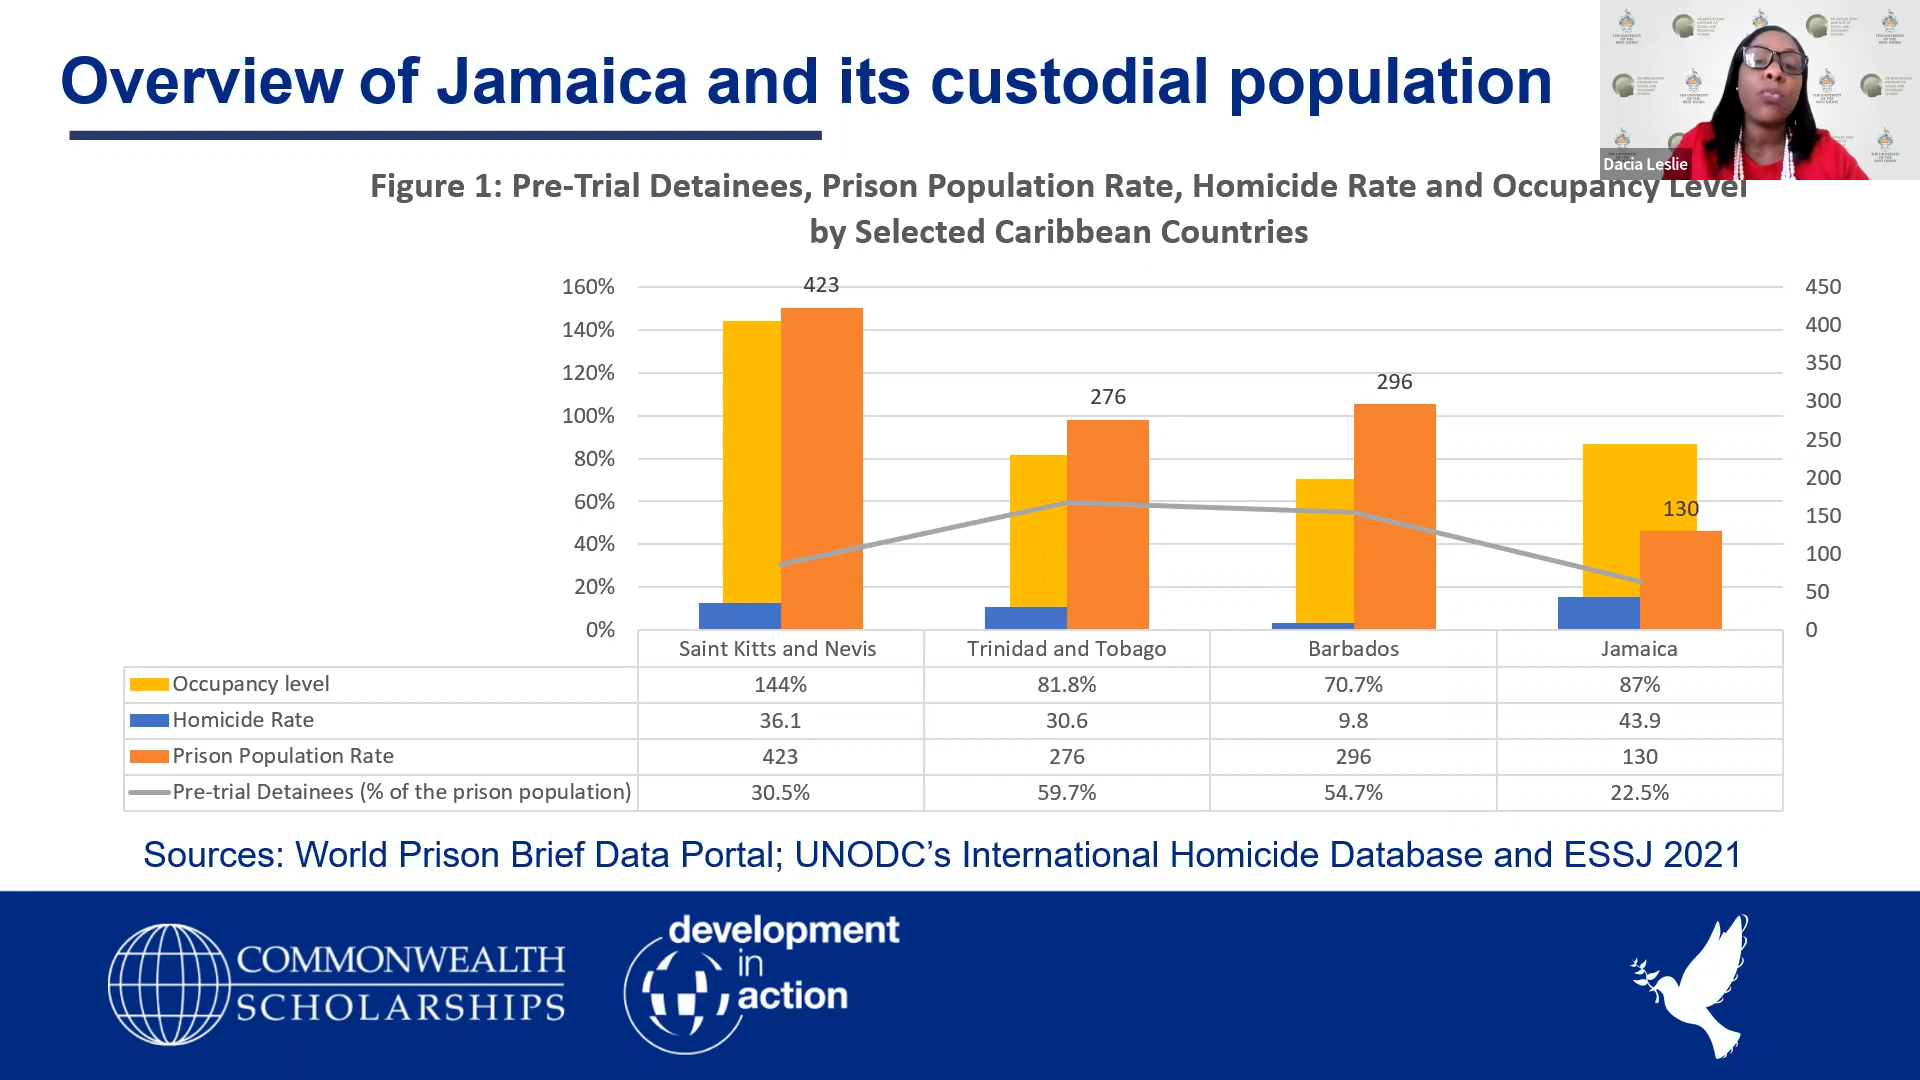 Overview of Jamaica and its custodial population
Dacia Leslie
Figure 1: Pre-Trial Detainees, Prison Population Rate, Homicide Rate and Occupancy Level
by Selected Caribbean Countries
160% 450
140% 400
120% 350
100% 300
80% 250
60% 200
40% 150
20% 100
0% 50
0
423
276
296
130
Saint Kitts and Nevis Trinidad and Tobago Barbados Jamaica
Occupancy level 144% 81.8% 70.7% 87%
Homicide Rate 36.1 30.6 9.8 43.9
Prison Population Rate 423 276 296 130
Pre-trial Detainees (% of the prison population) 30.5% 59.7% 54.7% 22.5%
Sources: World Prison Brief Data Portal; UNODC’s International Homicide Database and ESSJ 2021
COMMONWEALTH
SCHOLARSHIPS
development
in
action